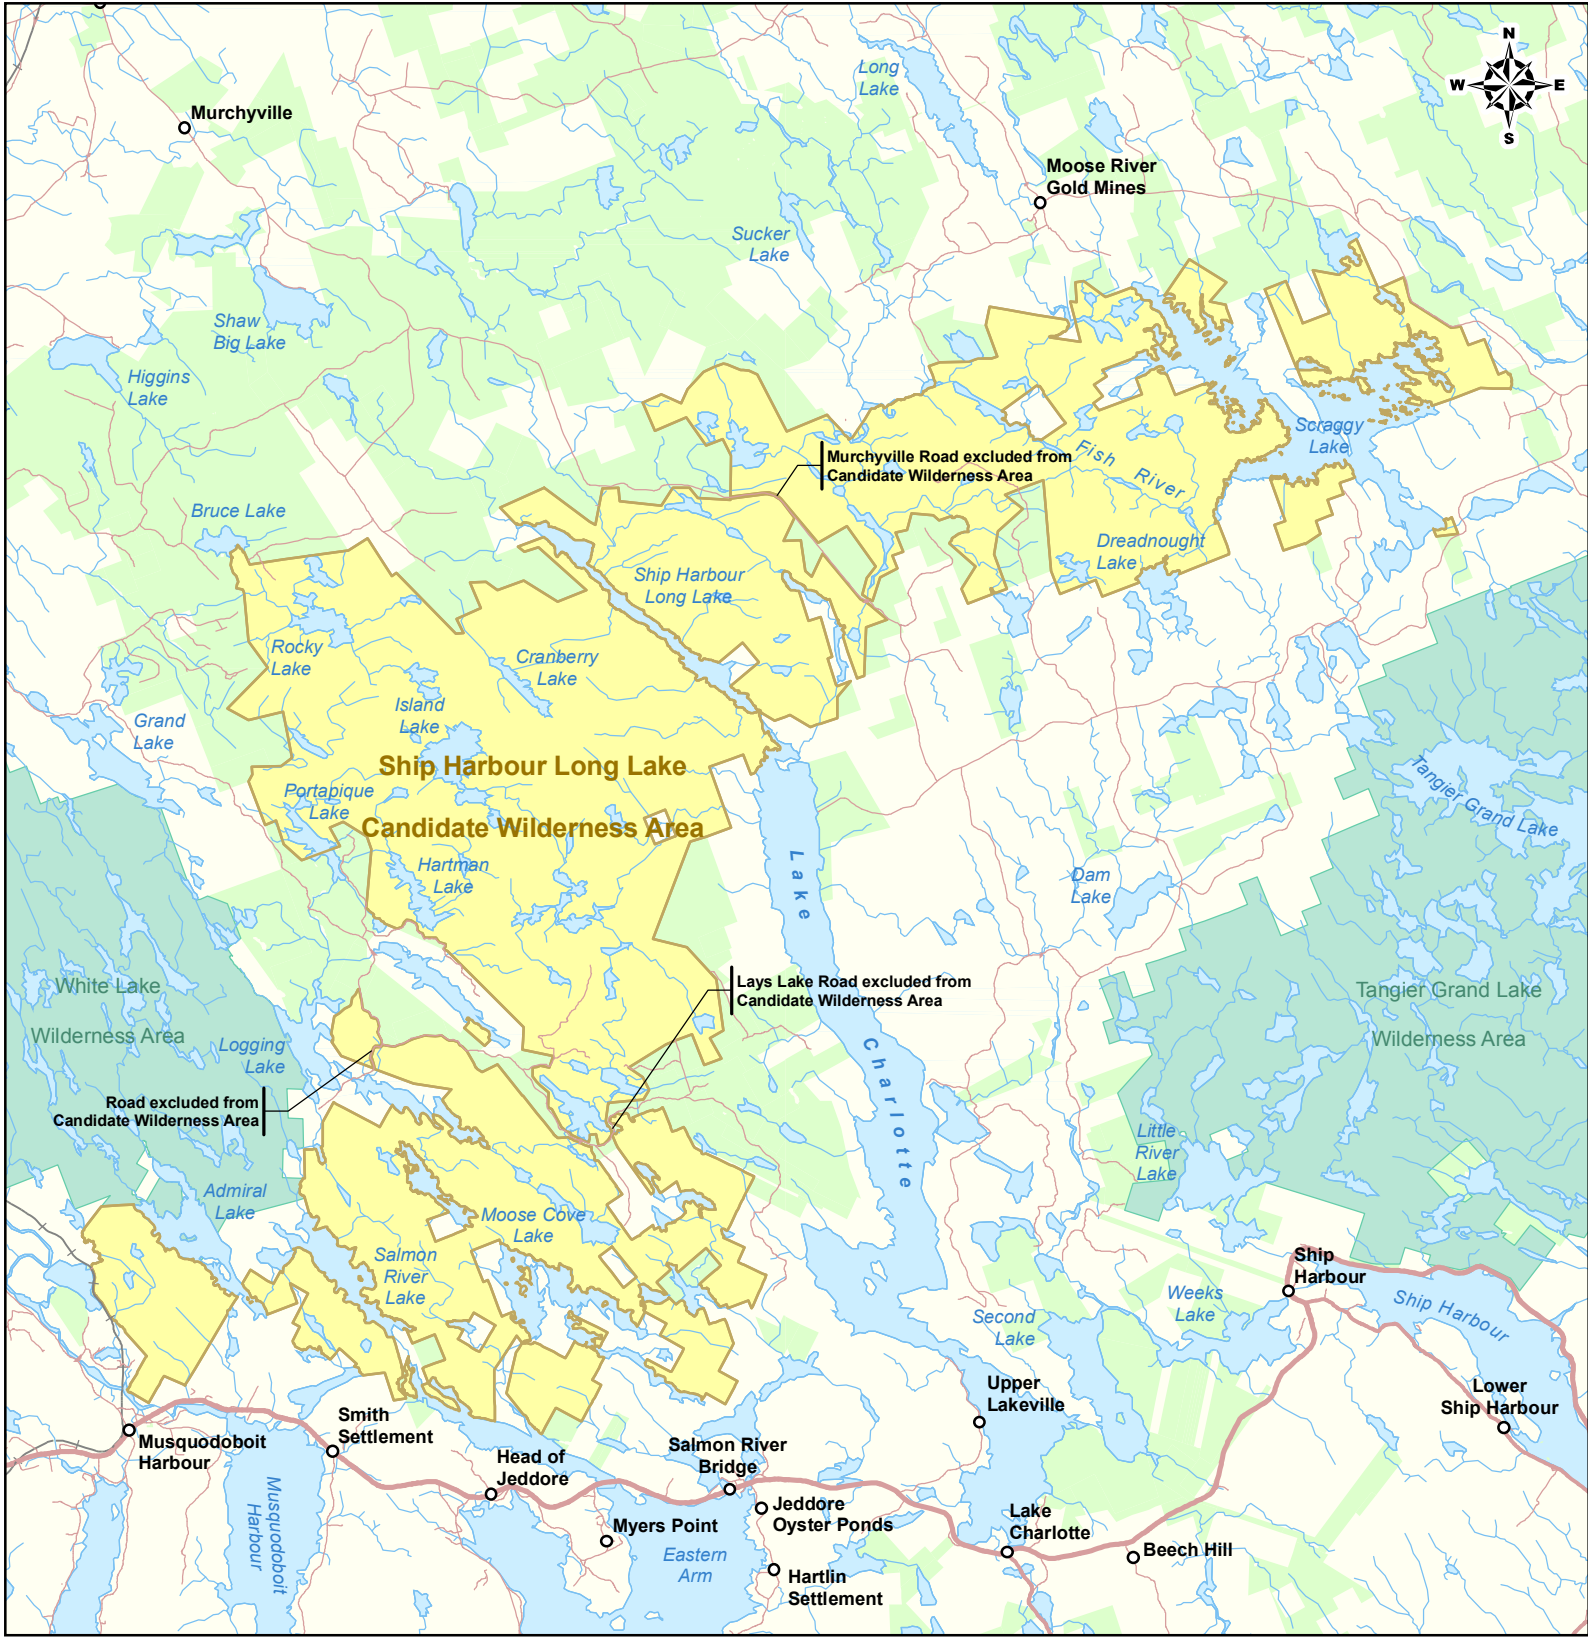 N
W
E
S
Long
Lake
Murchyville
Moose River
Gold Mines
Sucker
Lake
Shaw
Big Lake
Higgins
Lake
Scraggy
Lake
Fish River
Murchyville Road excluded from
Candidate Wilderness Area
Bruce Lake
Dreadnought
Lake
Ship Harbour
Long Lake
Rocky
Lake
Cranberry
Lake
Island
Lake
Grand
Lake
Ship Harbour Long Lake
Candidate Wilderness Area
Portapique
Lake
Tangier Grand Lake
Hartman
Lake
Lake Charlotte
Dam
Lake
White Lake
Wilderness Area
Lays Lake Road excluded from
Candidate Wilderness Area
Tangier Grand Lake
Wilderness Area
Logging
Lake
Road excluded from
Candidate Wilderness Area
Little
River
Lake
Admiral
Lake
Moose Cove
Lake
Salmon
River
Lake
Ship
Harbour
Weeks
Lake
Ship Harbour
Second
Lake
Upper
Lakeville
Lower
Ship Harbour
Smith
Settlement
Musquodoboit
Harbour
Salmon River
Bridge
Head of
Jeddore
Musquodoboit
Harbour
Jeddore
Oyster Ponds
Lake
Charlotte
Myers Point
Beech Hill
Eastern
Arm
Hartlin
Settlement